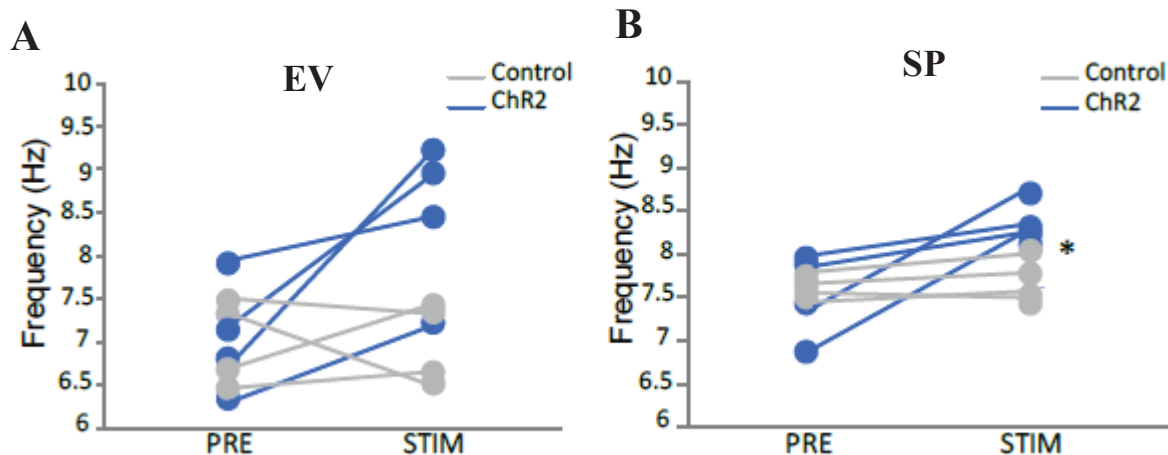 A
EV
Control
ChR2
Frequency (Hz)
10
9.5
9
8.5
8
7.5
7
6.5
6
PRE
STIM
B
SP
Control
ChR2
Frequency (Hz)
10
9.5
9
8.5
8
7.5
7
6.5
6
*
PRE
STIM